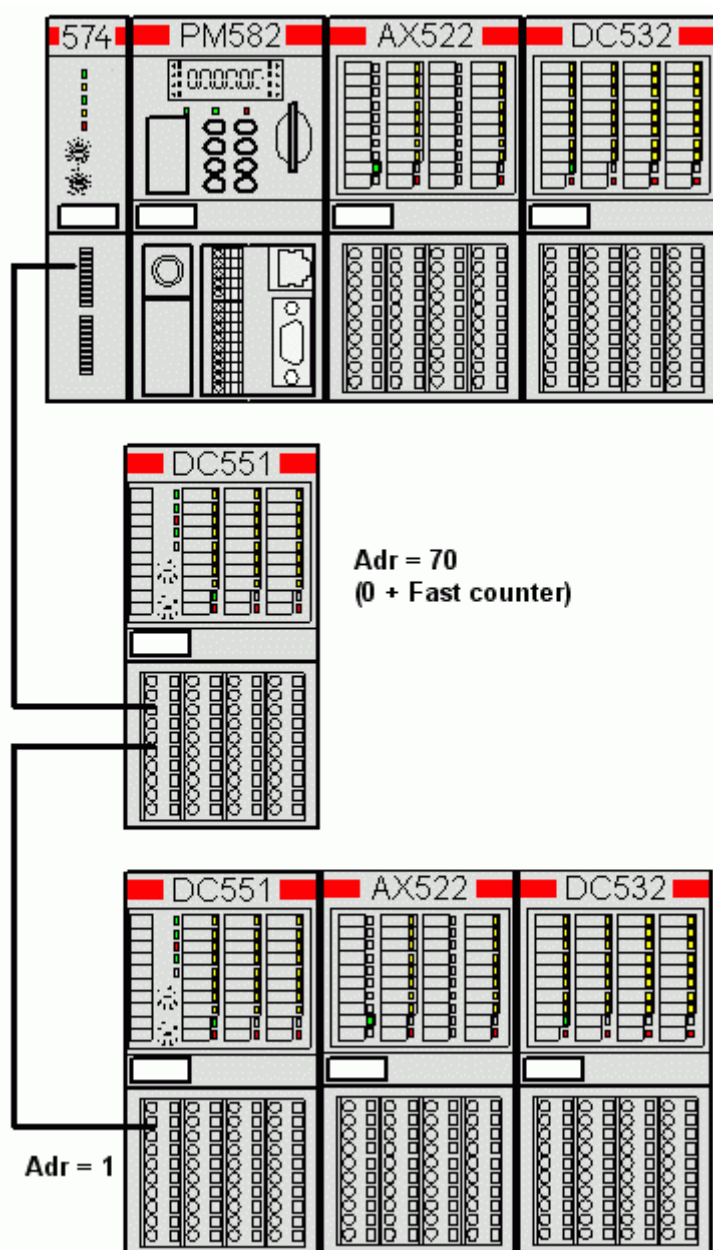 574 PM582 AX522 DC532
DC551
Adr = 70
(0 + Fast counter)
DC551 AX522 DC532
Adr = 1